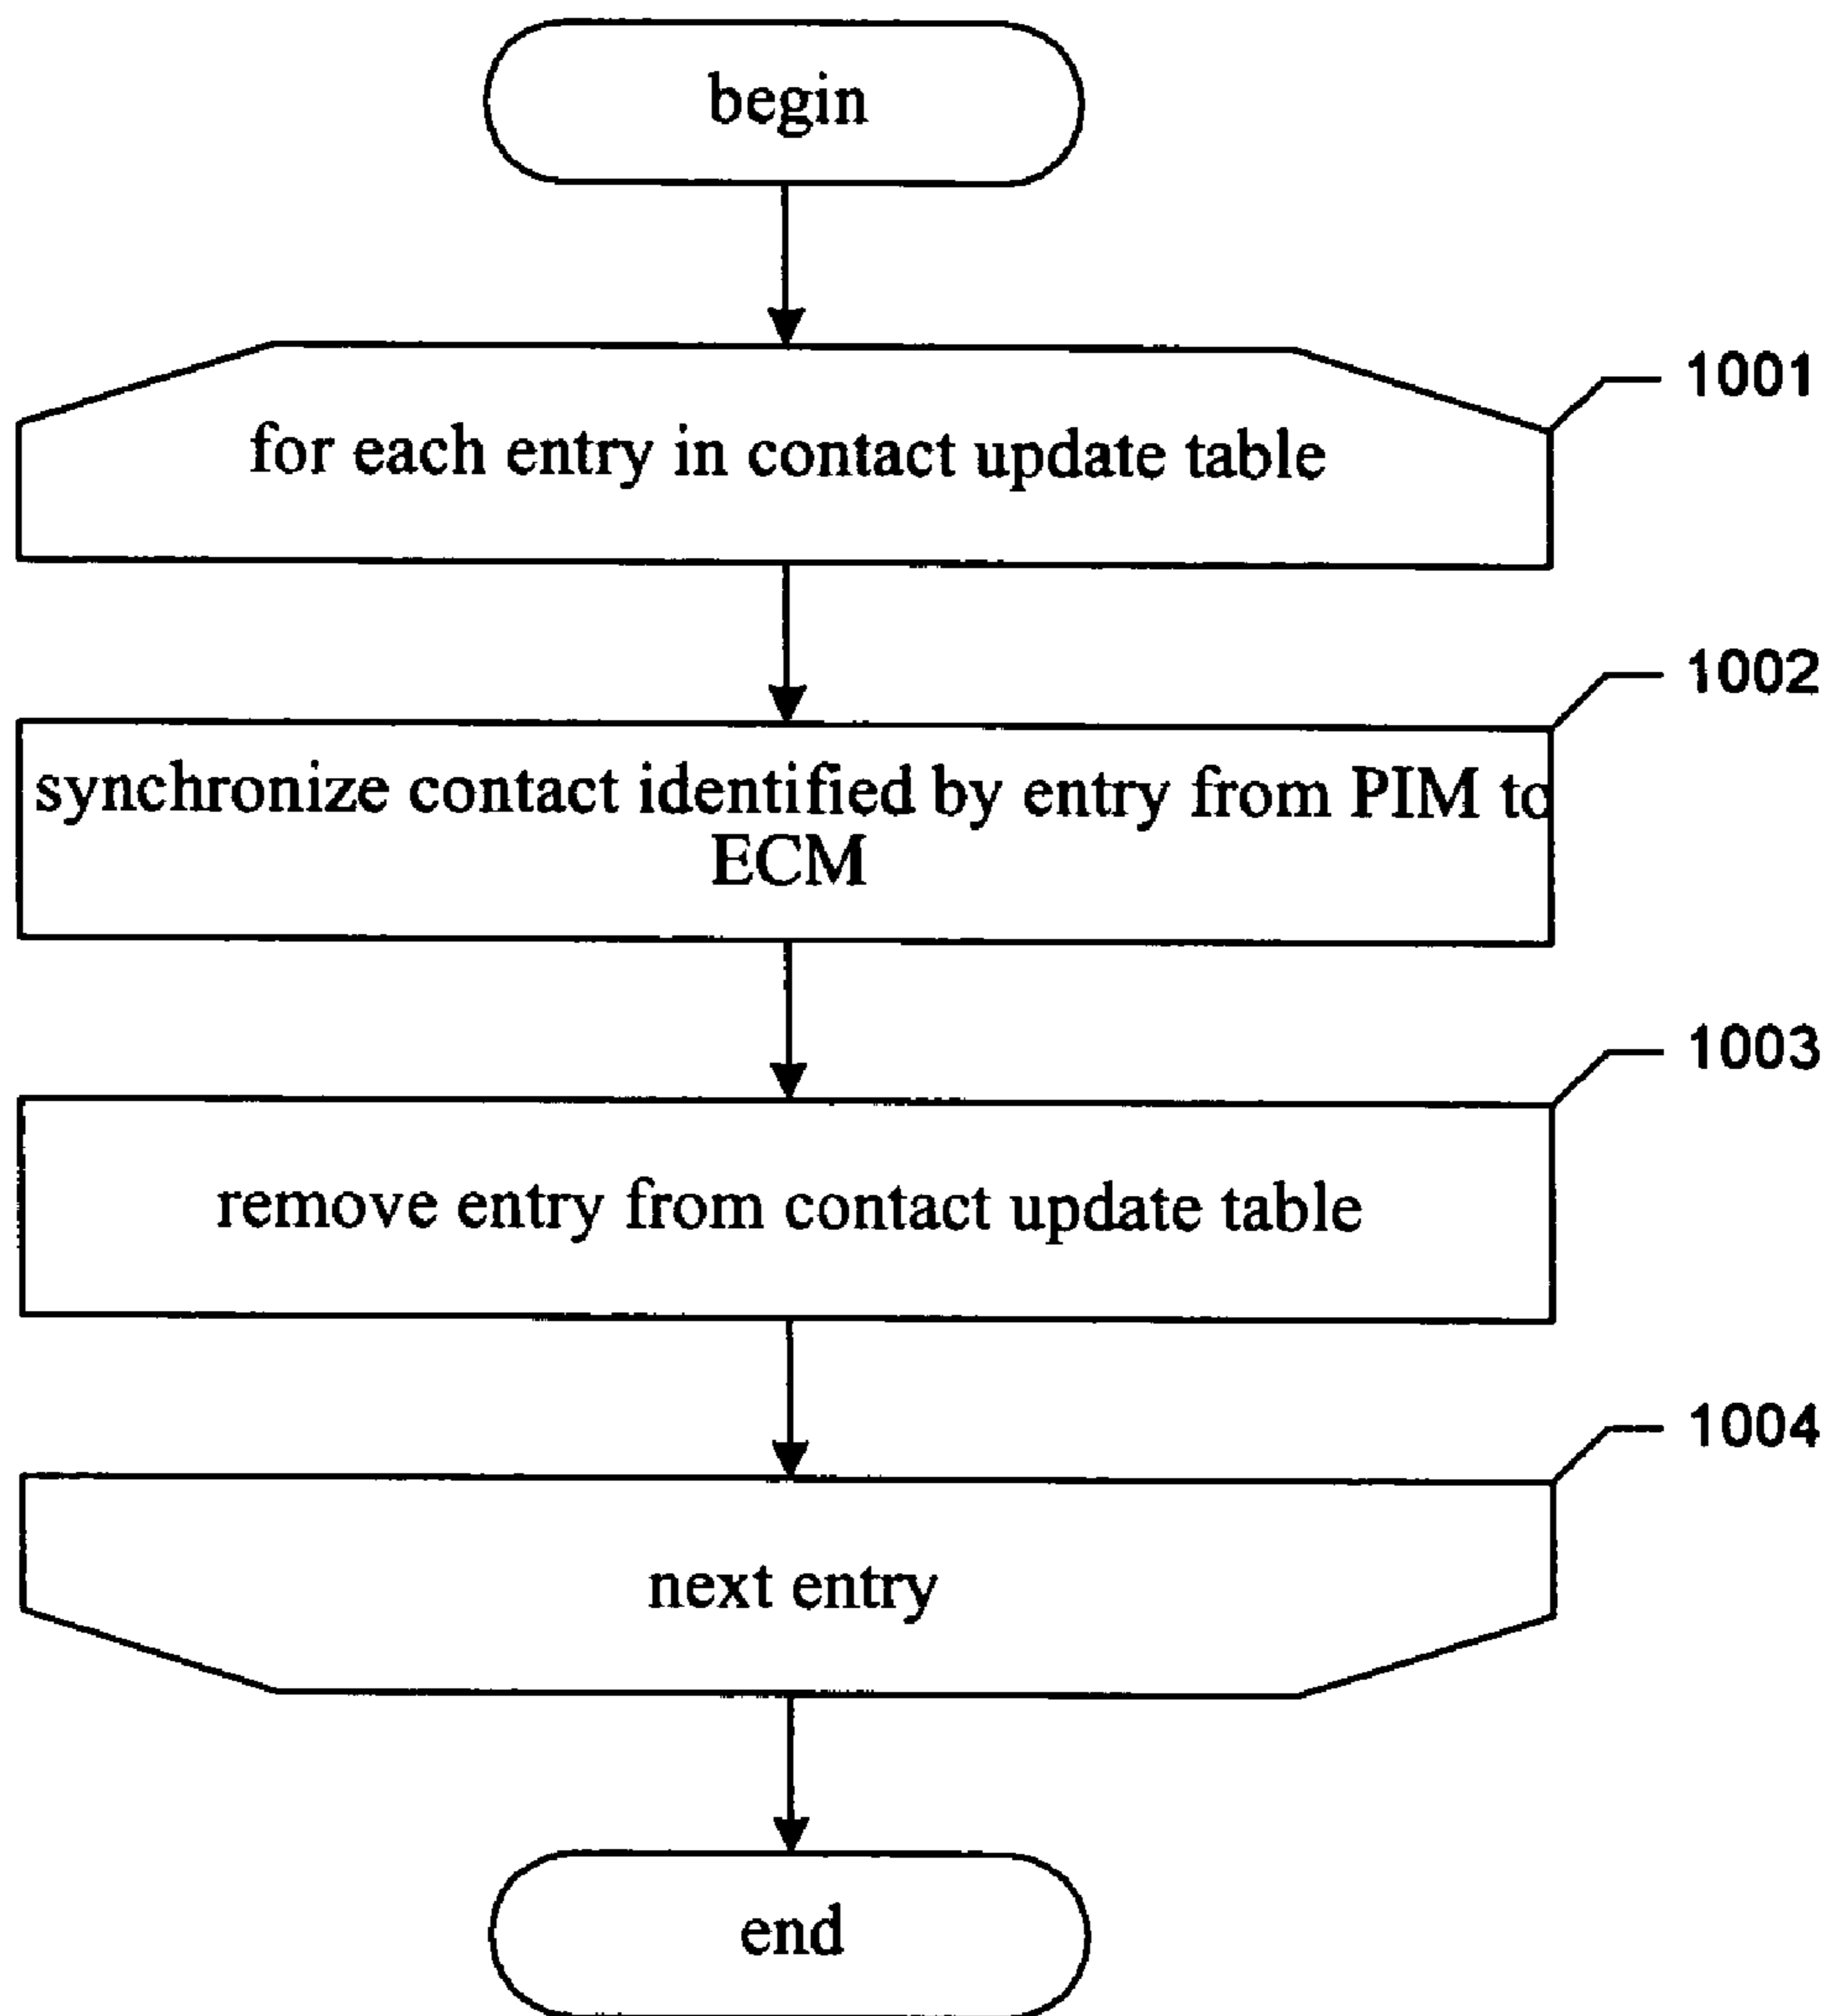 begin
1001
for each entry in contact update table
1002
synchronize contact identified by entry from PIM to
ECM
1003
remove entry from contact update table
1004
next entry
end